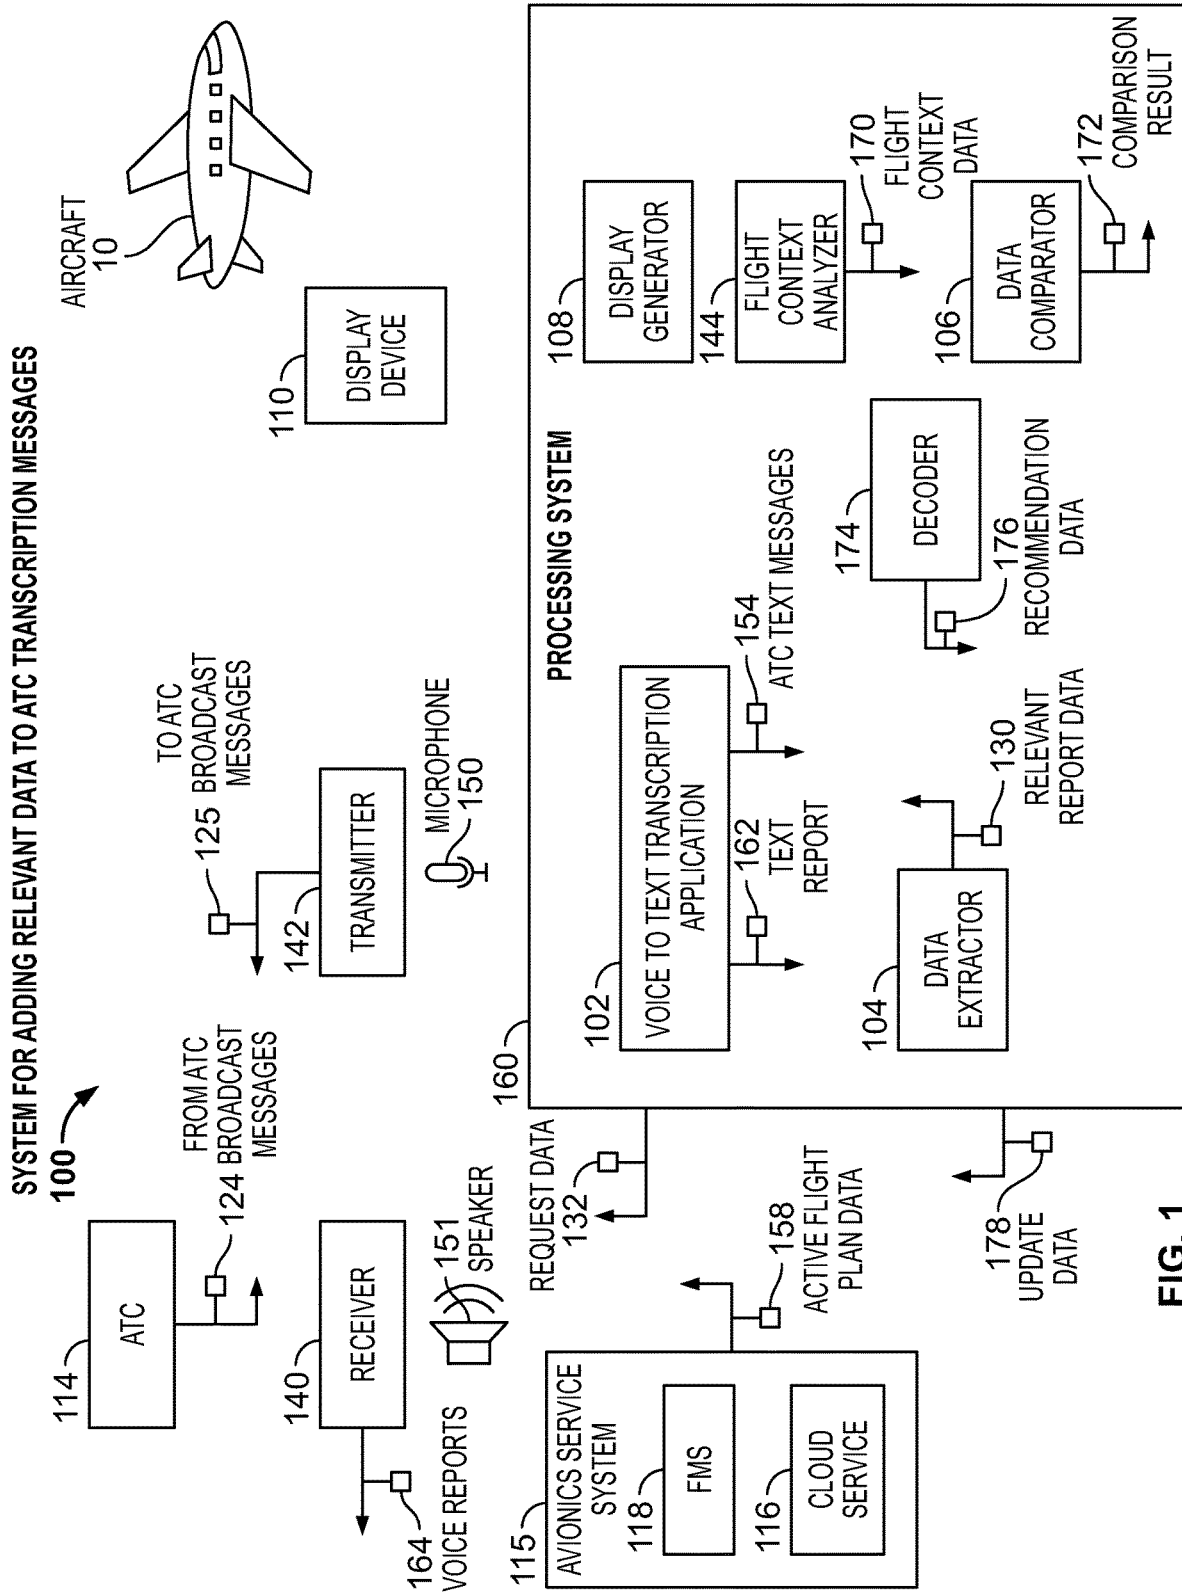 SYSTEM FOR ADDING RELEVANT DATA TO ATC TRANSCRIPTION MESSAGES
100
114
ATC
124
FROM ATC
BROADCAST
MESSAGES
125
TO ATC
BROADCAST
MESSAGES
AIRCRAFT
10
140
RECEIVER
164
VOICE REPORTS
151
SPEAKER
142
TRANSMITTER
MICROPHONE
150
110
DISPLAY
DEVICE
115
AVIONICS SERVICE
SYSTEM
118
FMS
116
CLOUD
SERVICE
158
ACTIVE FLIGHT
PLAN DATA
REQUEST DATA
132
178
UPDATE
DATA
160
PROCESSING SYSTEM
102
VOICE TO TEXT TRANSCRIPTION
APPLICATION
162
TEXT
REPORT
154
ATC TEXT MESSAGES
104
DATA
EXTRACTOR
130
RELEVANT
REPORT DATA
174
DECODER
176
RECOMMENDATION
DATA
108
DISPLAY
GENERATOR
144
FLIGHT
CONTEXT
ANALYZER
170
FLIGHT
CONTEXT
DATA
106
DATA
COMPARATOR
172
COMPARISON
RESULT
FIG. 1